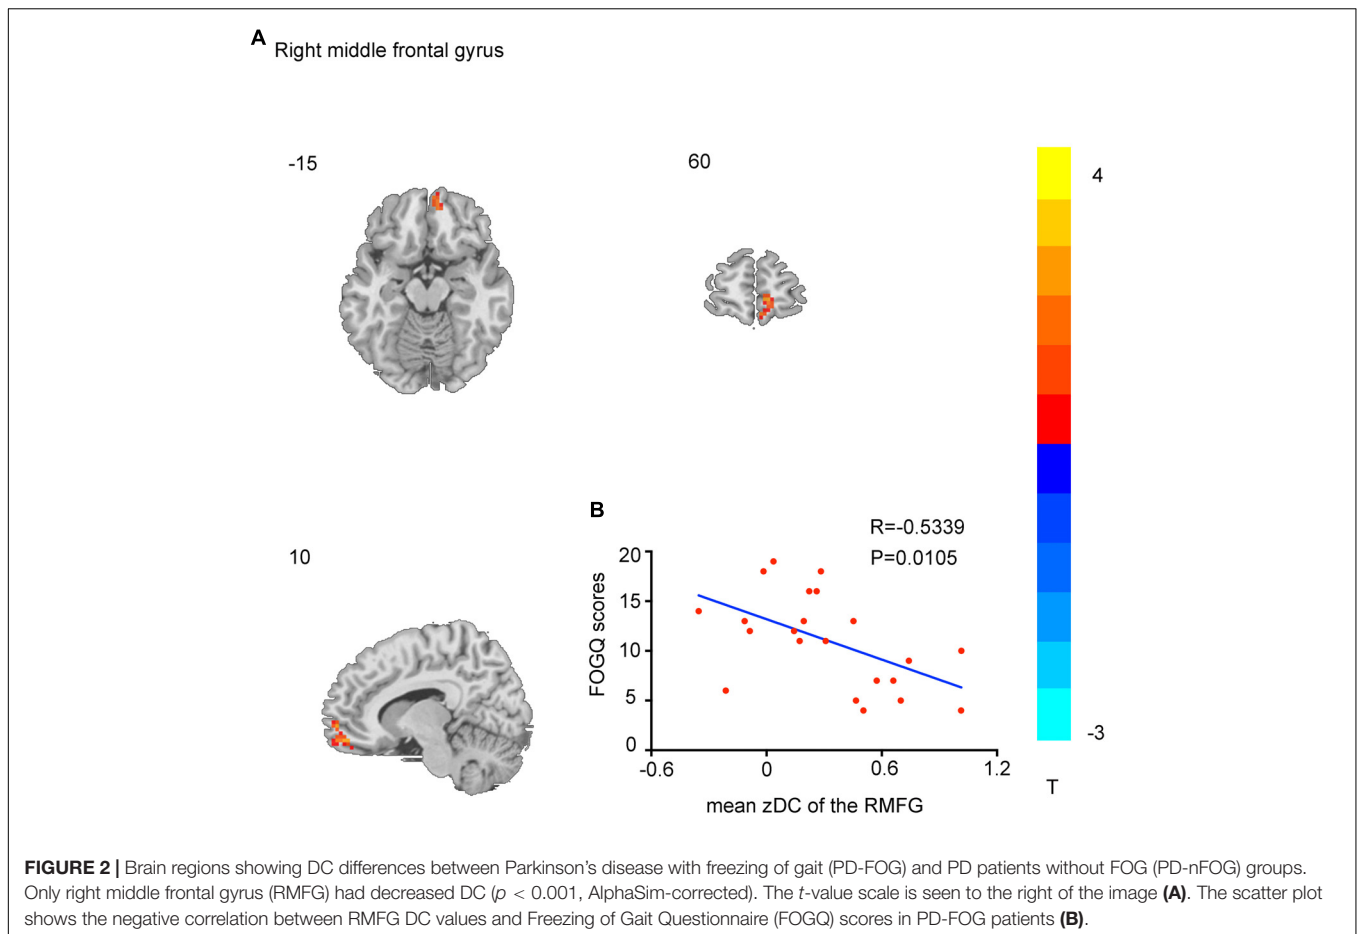 A
Right middle frontal gyrus
-15
60
4
10
B
R=-0.5339
P=0.0105
20
15
10
5
0
FOGQ scores
-0.6
0
0.6
1.2
mean zDC of the RMFG
-3
T
FIGURE 2 | Brain regions showing DC differences between Parkinson's disease with freezing of gait (PD-FOG) and PD patients without FOG (PD-nFOG) groups.
Only right middle frontal gyrus (RMFG) had decreased DC (p < 0.001, AlphaSim-corrected). The t-value scale is seen to the right of the image (A). The scatter plot
shows the negative correlation between RMFG DC values and Freezing of Gait Questionnaire (FOGQ) scores in PD-FOG patients (B).